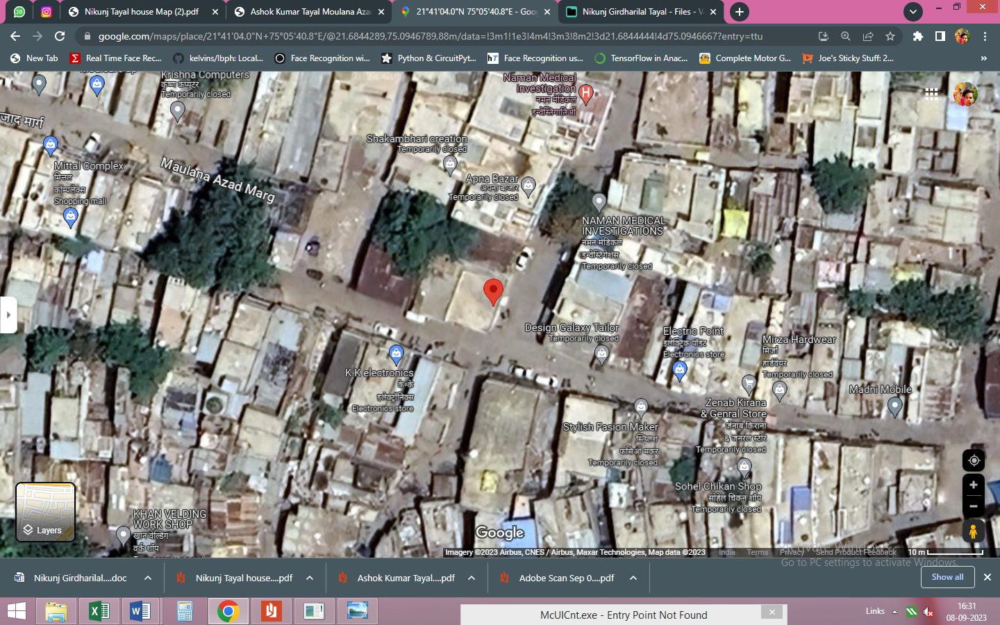 Nikunj Tayal house Map (2).pdf
Ashok Kumar Tayal Moulana Aza
21°41'04.0"N 75°05'40.8"E - Goo
Nikunj Girdharilal Tayal - Files - V
google.com/maps/place/21°41'04.0"N+75°05'40.8"E/@21.6844289,75.0946789,88m/data=!3m1!1e3!4m4!3m3!8m2!3d21.6844444!4d75.0946667?entry=ttu
New Tab
Real Time Face Rec...
kelvins/lbph: Local...
Face Recognition wi...
Python & CircuitPyt...
Face Recognition us...
TensorFlow in Anac...
Complete Motor G...
Joe's Sticky Stuff: 2...
Krishna Computers
कृष्ण कंप्यूटर
Temporarily closed
Naman Medical
Investigation
नमन मेडिकल
इन्वेस्तिगातिओं
जाद मार्ग
Shakambhari creation
Temporarily closed
Mittal Complex
मित्तल
कॉम्पलेक्स
Shopping mall
Maulana Azad Marg
Apna Bazar
अपना बाजार
Temporarily closed
NAMAN MEDICAL
INVESTIGATIONS
नमन मेडिकल
इन्वेस्टिगेशंस
Temporarily closed
Design Galaxy Tailor
Temporarily closed
Electric Point
इलेक्ट्रिक पॉइंट
Electronics store
Mirza Hardwear
मिर्जा
हार्डवेयर
Temporarily closed
K.K electronics
के॰के
इलेक्ट्रॉनिक्स
Electronics store
Madni Mobile
Zenab Kirana
& Genral Store
जेनाब किराना
& जनरल स्टोर
Temporarily closed
Stylish Fasion Maker
स्टिलिश
फसिओं मकर
Temporarily closed
Sohel Chikan Shop
सोहेल चिकन शॉप
Temporarily closed
KHAN VELDING
WORK SHOP
खान वेल्डिंग
वर्क शॉप
Layers
Google
Imagery ©2023 Airbus, CNES / Airbus, Maxar Technologies, Map data ©2023
India
Terms
Privacy
Send Product Feedback
10 m
Activate Windows
Go to PC settings to activate Windows.
Nikunj Girdharilal....doc
Nikunj Tayal house....pdf
Ashok Kumar Tayal....pdf
Adobe Scan Sep 0....pdf
Show all
McUICnt.exe - Entry Point Not Found
Links
16:31
08-09-2023